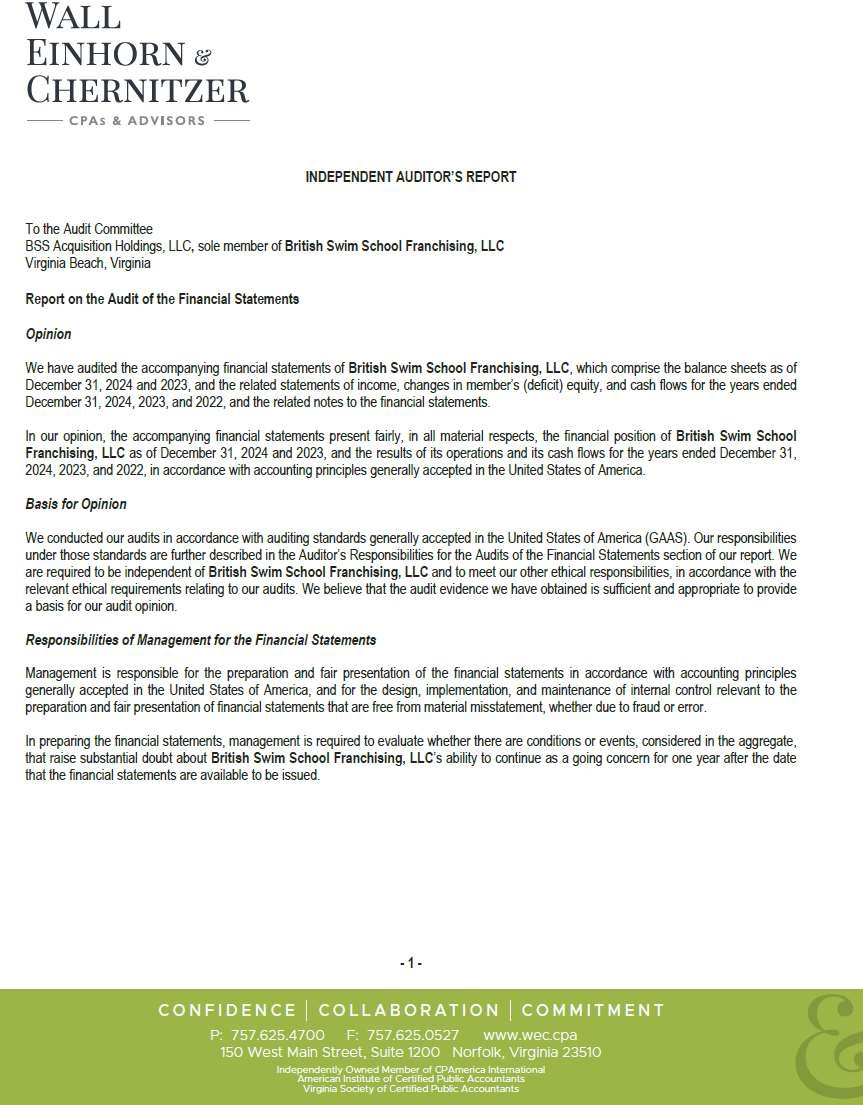 WALL
EINHORN &
CHERNITZER
CPAs & ADVISORS
INDEPENDENT AUDITOR'S REPORT
To the Audit Committee
BSS Acquisition Holdings, LLC, sole member of British Swim School Franchising, LLC
Virginia Beach, Virginia
Report on the Audit of the Financial Statements
Opinion
We have audited the accompanying financial statements of British Swim School Franchising, LLC, which comprise the balance sheets as of
December 31, 2024 and 2023, and the related statements of income, changes in member's (deficit) equity, and cash flows for the years ended
December 31, 2024, 2023, and 2022, and the related notes to the financial statements.
In our opinion, the accompanying financial statements present fairly, in all material respects, the financial position of British Swim School
Franchising, LLC as of December 31, 2024 and 2023, and the results of its operations and its cash flows for the years ended December 31,
2024, 2023, and 2022, in accordance with accounting principles generally accepted in the United States of America.
Basis for Opinion
We conducted our audits in accordance with auditing standards generally accepted in the United States of America (GAAS). Our responsibilities
under those standards are further described in the Auditor's Responsibilities for the Audits of the Financial Statements section of our report. We
are required to be independent of British Swim School Franchising, LLC and to meet our other ethical responsibilities, in accordance with the
relevant ethical requirements relating to our audits. We believe that the audit evidence we have obtained is sufficient and appropriate to provide
a basis for our audit opinion.
Responsibilities of Management for the Financial Statements
Management is responsible for the preparation and fair presentation of the financial statements in accordance with accounting principles
generally accepted in the United States of America, and for the design, implementation, and maintenance of internal control relevant to the
preparation and fair presentation of financial statements that are free from material misstatement, whether due to fraud or error.
In preparing the financial statements, management is required to evaluate whether there are conditions or events, considered in the aggregate,
that raise substantial doubt about British Swim School Franchising, LLC's ability to continue as a going concern for one year after the date
that the financial statements are available to be issued.
- 1 -
CONFIDENCE | COLLABORATION | COMMITMENT
P: 757.625.4700 F: 757.625.0527 www.wec.cpa
150 West Main Street, Suite 1200 Norfolk, Virginia 23510
Independently Owned Member of CPAmerica International
American Institute of Certified Public Accountants
Virginia Society of Certified Public Accountants
&